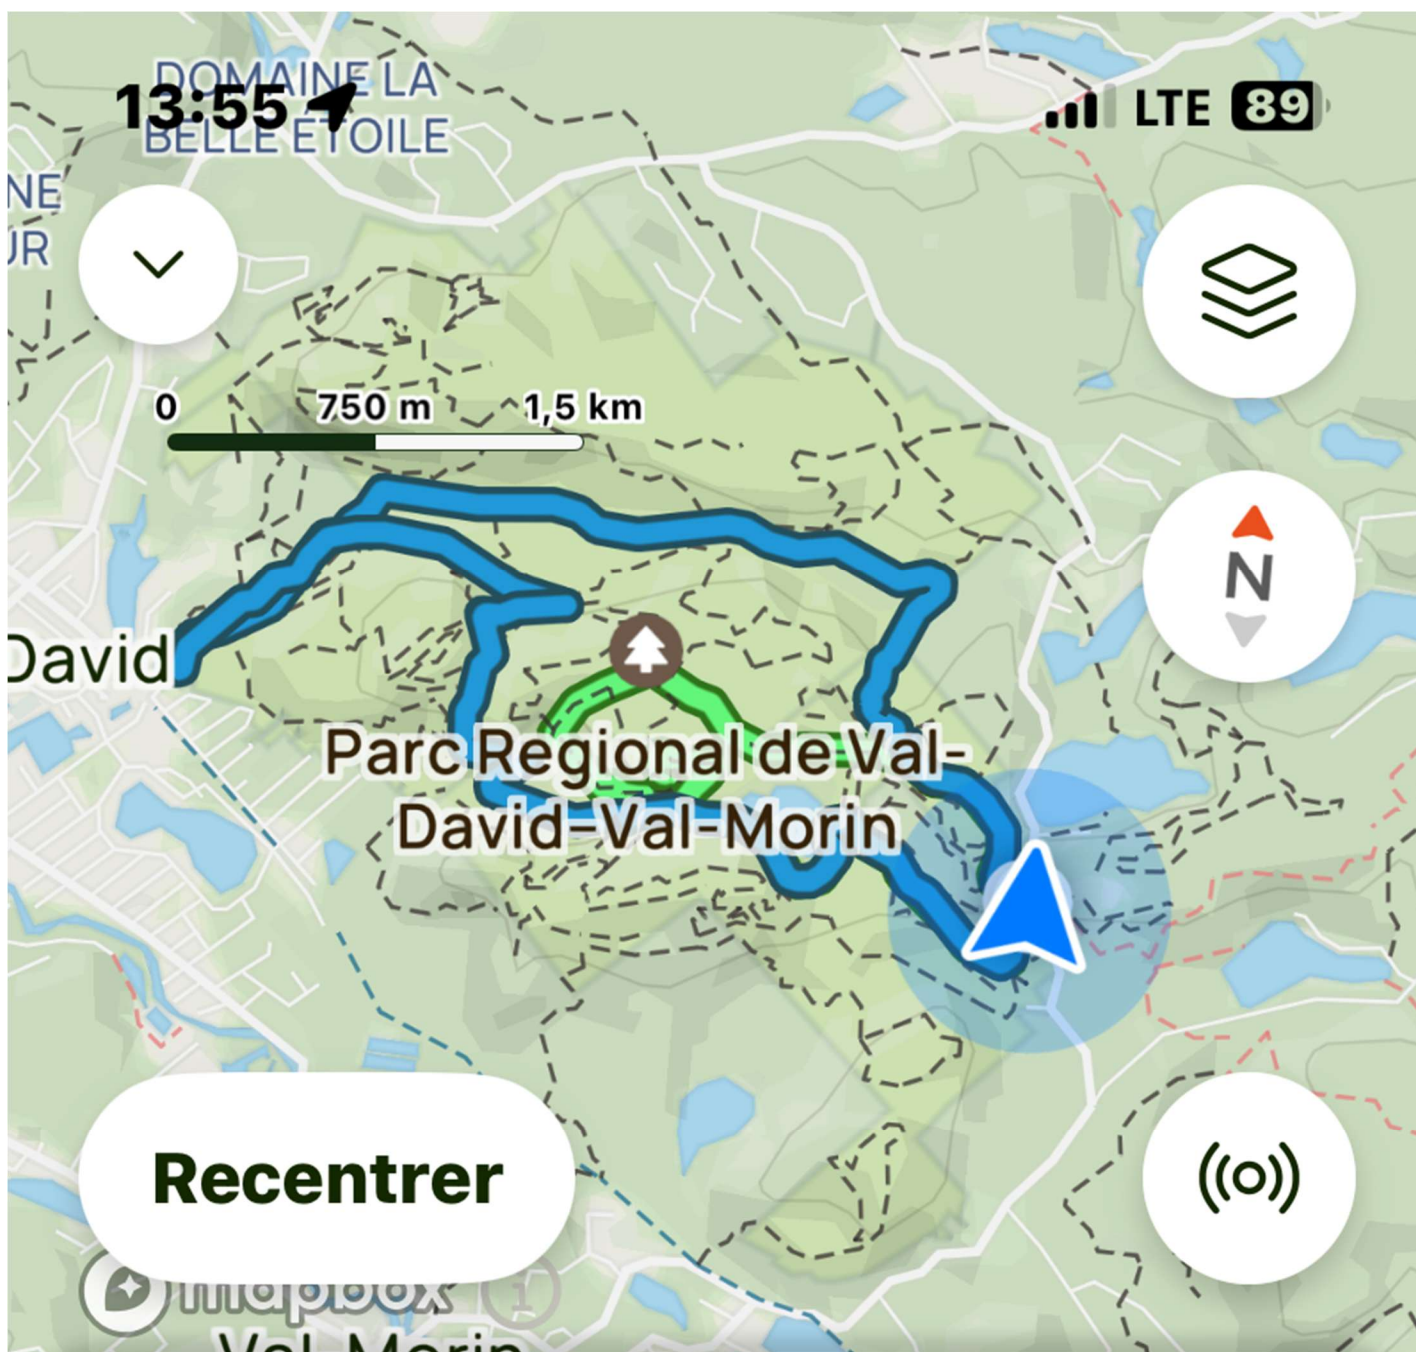 DOMAINE LA
BELLE ÉTOILE
13:55
LTE 89
NE
UR
0 750 m 1,5 km
N
David
Parc Regional de Val-
David-Val-Morin
Recentrer
mapbox
Val-Morin